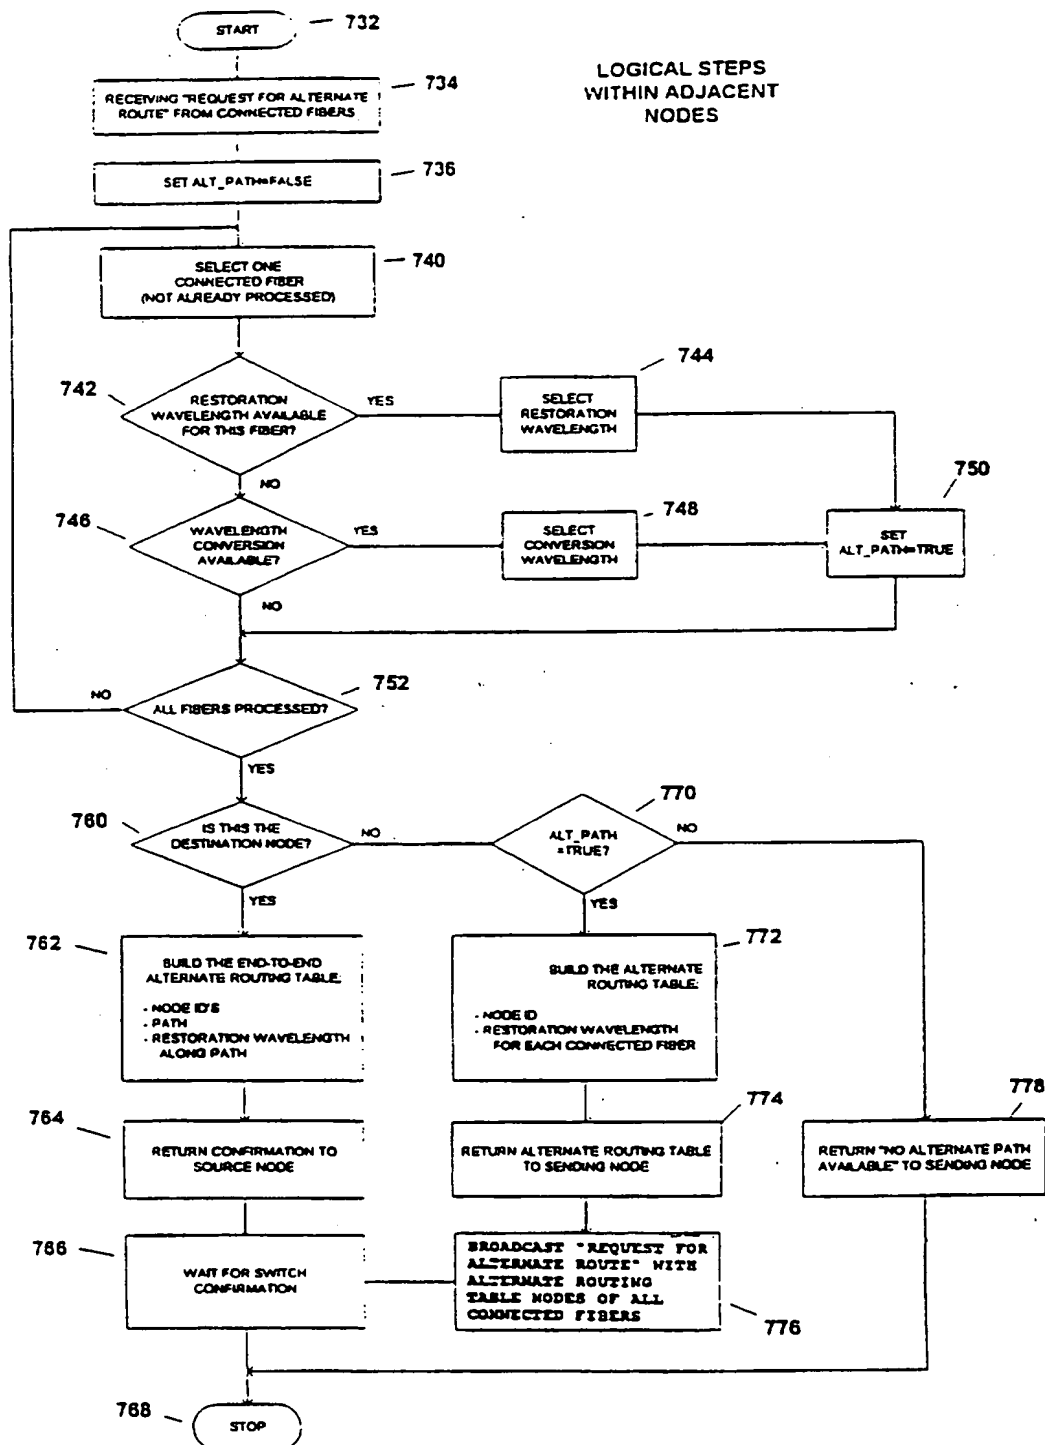 START
732
LOGICAL STEPS
WITHIN ADJACENT
NODES
RECEIVING "REQUEST FOR ALTERNATE
ROUTE" FROM CONNECTED FIBERS
734
SET ALT_PATH=FALSE
736
SELECT ONE
CONNECTED FIBER
(NOT ALREADY PROCESSED)
740
742
RESTORATION
WAVELENGTH AVAILABLE
FOR THIS FIBER?
YES
NO
744
SELECT
RESTORATION
WAVELENGTH
746
WAVELENGTH
CONVERSION
AVAILABLE?
YES
NO
748
SELECT
CONVERSION
WAVELENGTH
750
SET
ALT_PATH=TRUE
752
ALL FIBERS PROCESSED?
NO
YES
760
IS THIS THE
DESTINATION NODE?
NO
YES
770
ALT_PATH
=TRUE?
NO
YES
762
BUILD THE END-TO-END
ALTERNATE ROUTING TABLE:
- NODE ID'S
- PATH
- RESTORATION WAVELENGTH
ALONG PATH
772
BUILD THE ALTERNATE
ROUTING TABLE:
- NODE ID
- RESTORATION WAVELENGTH
FOR EACH CONNECTED FIBER
764
RETURN CONFIRMATION TO
SOURCE NODE
774
RETURN ALTERNATE ROUTING TABLE
TO SENDING NODE
778
RETURN "NO ALTERNATE PATH
AVAILABLE" TO SENDING NODE
766
WAIT FOR SWITCH
CONFIRMATION
BROADCAST "REQUEST FOR
ALTERNATE ROUTE" WITH
ALTERNATE ROUTING
TABLE NODES OF ALL
CONNECTED FIBERS
776
768
STOP